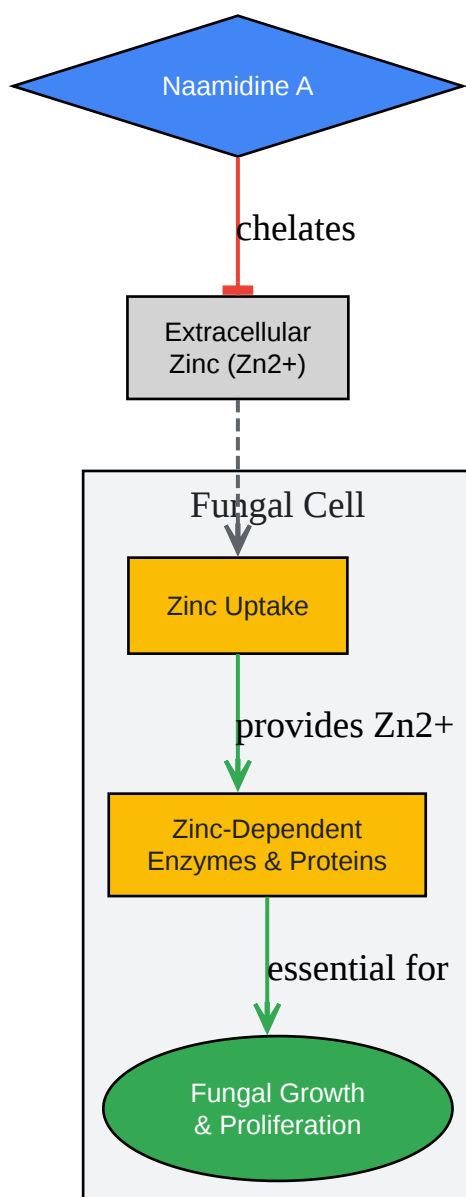 Naamidine A
chelates
Extracellular
Zinc (Zn2+)
Fungal Cell
Zinc Uptake
provides Zn2+
Zinc-Dependent
Enzymes & Proteins
essential for
Fungal Growth
& Proliferation